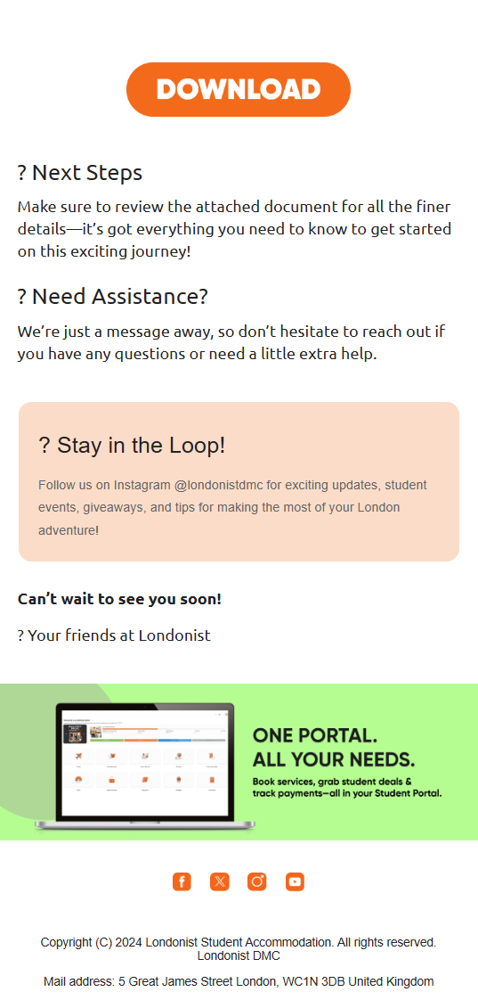 DOWNLOAD
? Next Steps
Make sure to review the attached document for all the finer
details—it’s got everything you need to know to get started
on this exciting journey!
? Need Assistance?
We’re just a message away, so don’t hesitate to reach out if
you have any questions or need a little extra help.
? Stay in the Loop!
Follow us on Instagram @londonistdmc for exciting updates, student
events, giveaways, and tips for making the most of your London
adventure!
Can’t wait to see you soon!
? Your friends at Londonist
ONE PORTAL.
ALL YOUR NEEDS.
Book services, grab student deals &
track payments—all in your Student Portal.
Copyright (C) 2024 Londonist Student Accommodation. All rights reserved.
Londonist DMC
Mail address: 5 Great James Street London, WC1N 3DB United Kingdom